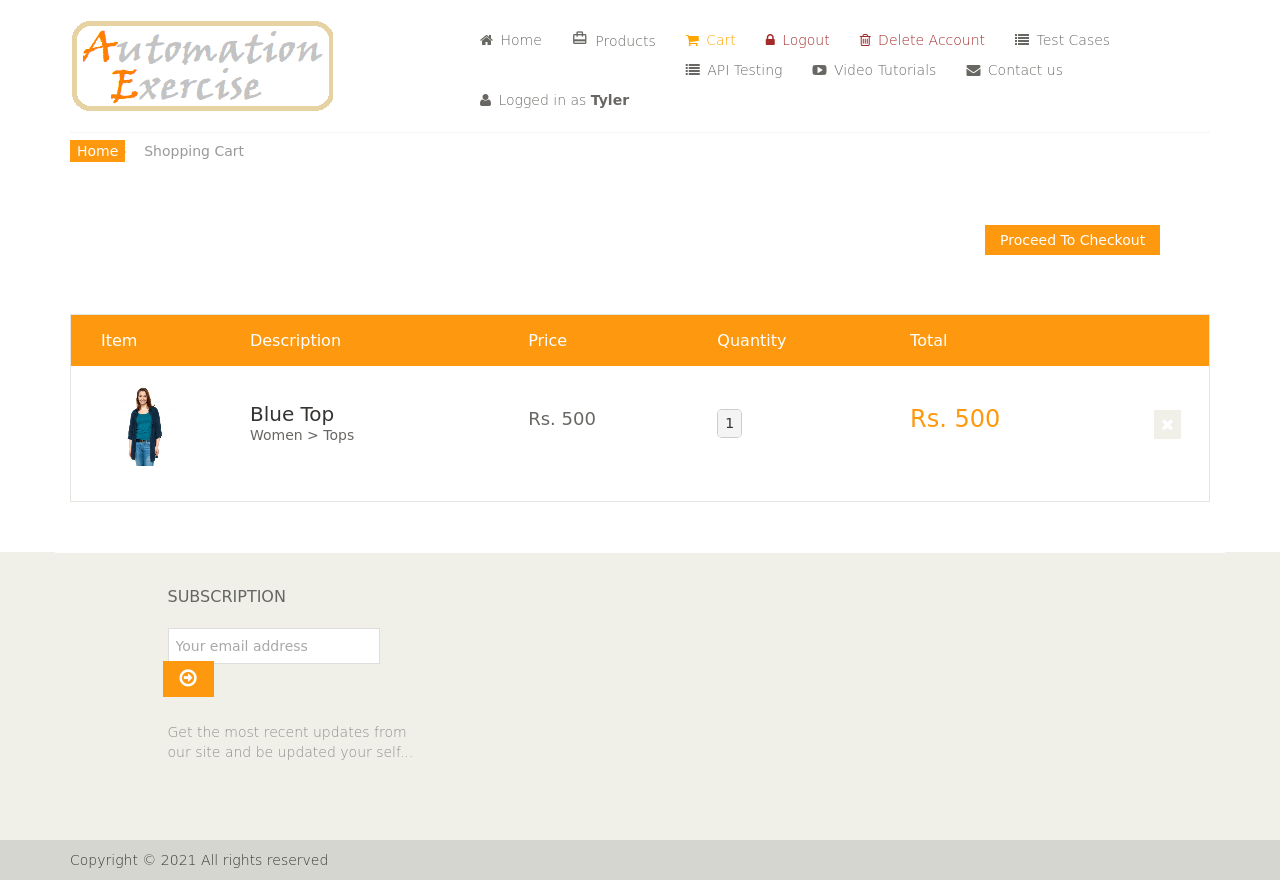 Automation
Exercise
Home Products Cart Logout Delete Account Test Cases
API Testing Video Tutorials Contact us
Logged in as Tyler
Home Shopping Cart
Proceed To Checkout
Item Description Price Quantity Total
Blue Top
Women > Tops
Rs. 500 1 Rs. 500
SUBSCRIPTION
Your email address
Get the most recent updates from
our site and be updated your self...
Copyright © 2021 All rights reserved